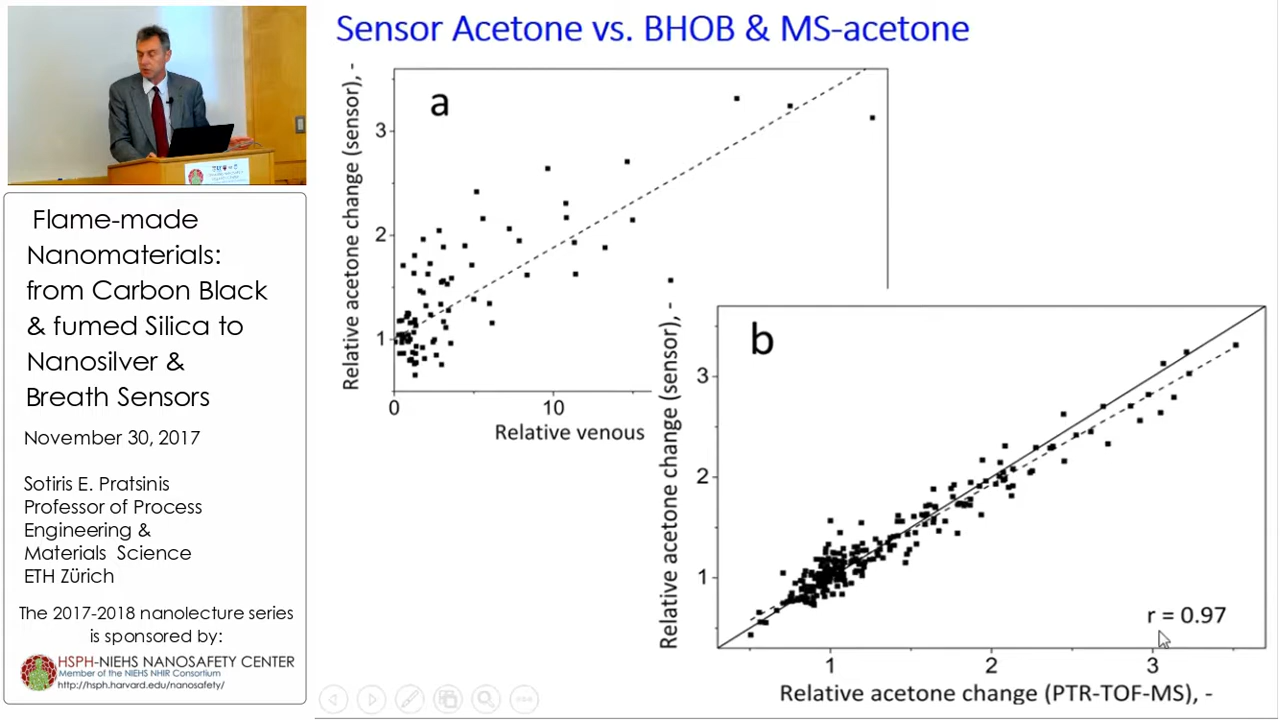 Sensor Acetone vs. BHOB & MS-acetone
Flame-made
Nanomaterials:
from Carbon Black
& fumed Silica to
Nanosilver &
Breath Sensors
November 30, 2017
Sotiris E. Pratsinis
Professor of Process
Engineering &
Materials Science
ETH Zürich
The 2017-2018 nanolecture series
is sponsored by:
HSPH-NIEHS NANOSAFETY CENTER
Member of the NIEHS NHIR Consortium
http://hsph.harvard.edu/nanosafety/
a
Relative acetone change (sensor), -
3
2
1
0 10
Relative venous
b
Relative acetone change (sensor), -
3
2
1
r = 0.97
1 2 3
Relative acetone change (PTR-TOF-MS), -